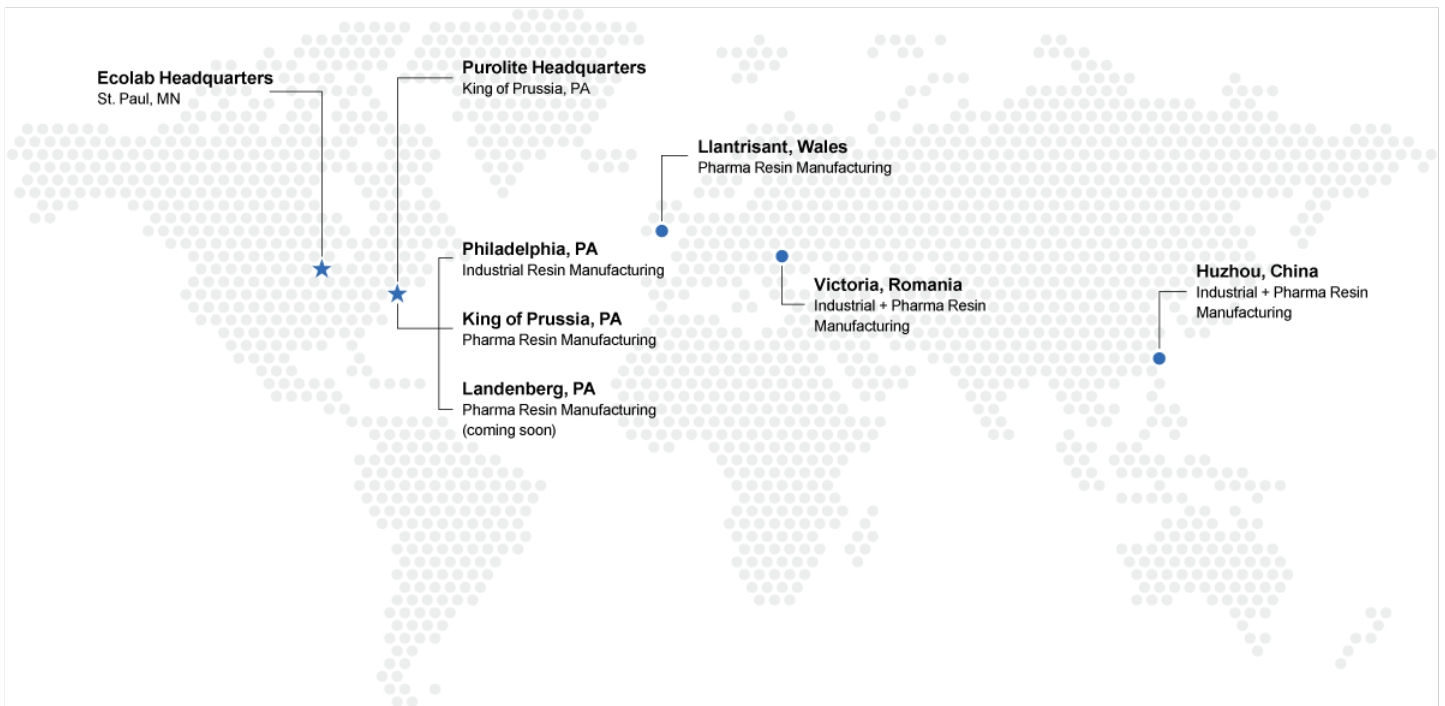 Ecolab Headquarters
St. Paul, MN
Purolite Headquarters
King of Prussia, PA
Llantrisant, Wales
Pharma Resin Manufacturing
Philadelphia, PA
Industrial Resin Manufacturing
King of Prussia, PA
Pharma Resin Manufacturing
Landenberg, PA
Pharma Resin Manufacturing
(coming soon)
Victoria, Romania
Industrial + Pharma Resin
Manufacturing
Huzhou, China
Industrial + Pharma Resin
Manufacturing